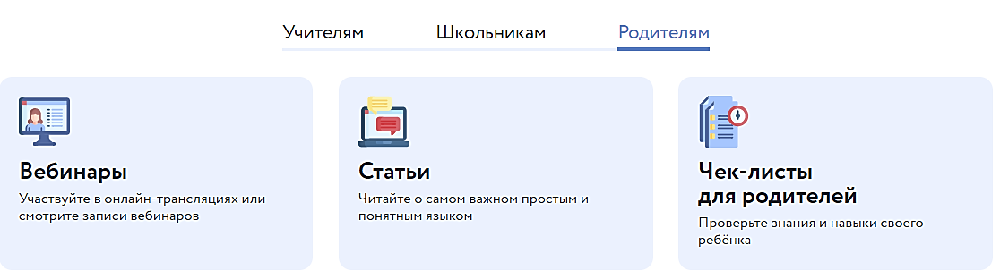 Учителям Школьникам Родителям
Вебинары
Участвуйте в онлайн-трансляциях или
смотрите записи вебинаров
Статьи
Читайте о самом важном простым и
понятным языком
Чек-листы
для родителей
Проверьте знания и навыки своего
ребёнка